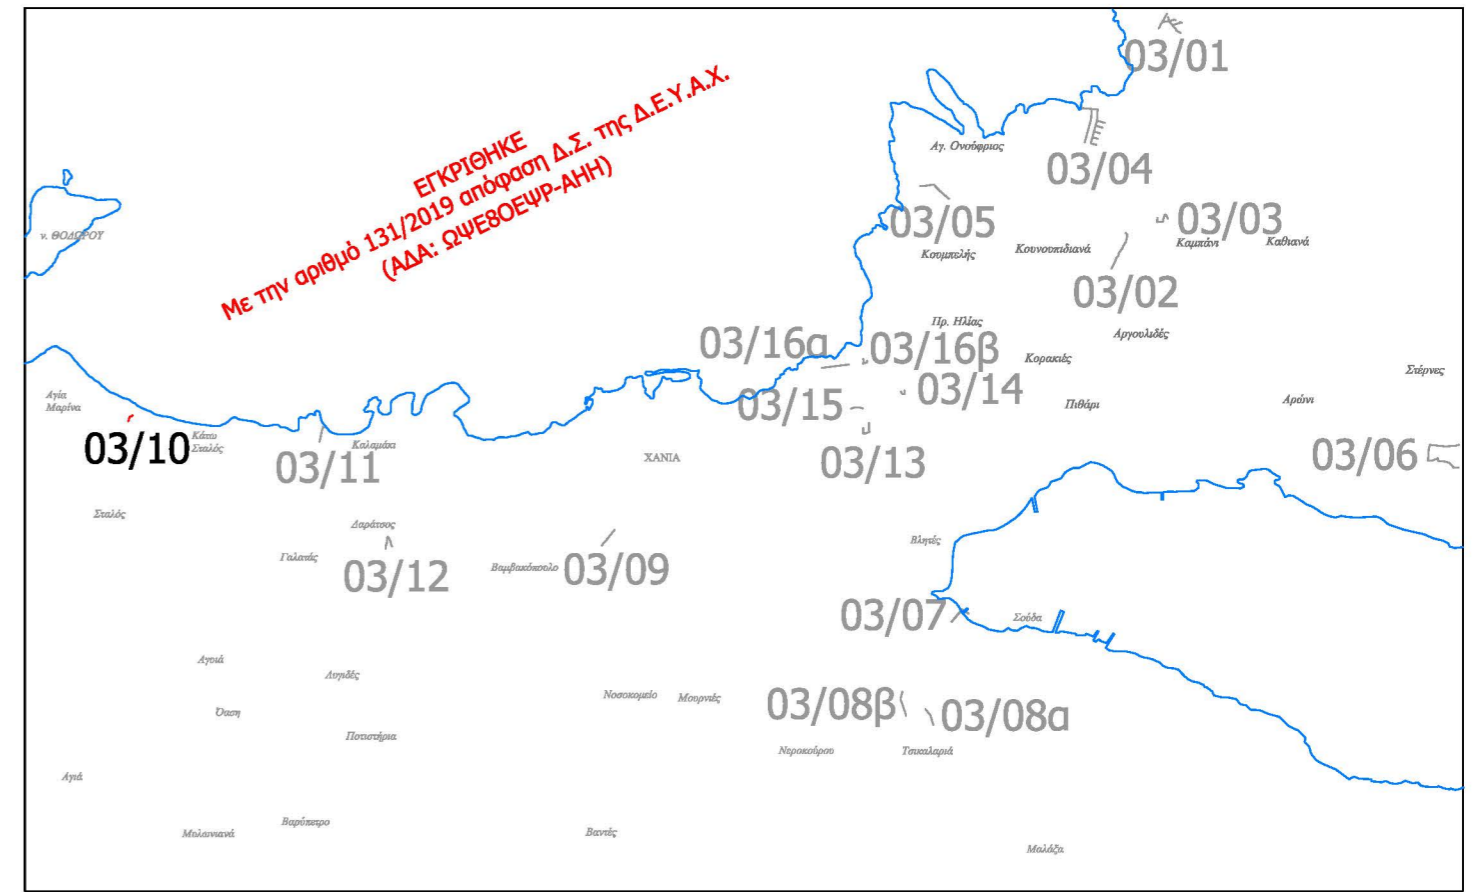 03/01
Αγ. Ονούφριος
03/04
03/05
03/03
Κουμπελής
Κουνουπιδιανά
Καμπάνι
Καθιανά
ν. ΘΟΔΩΡΟΥ
ΕΓΚΡΙΘΗΚΕ
Με την αριθμό 131/2019 απόφαση Δ.Σ. της Δ.Ε.Υ.Α.Χ.
(ΑΔΑ: ΩΨΕ8ΟΕΨΡ-ΑΗΗ)
03/02
Πρ. Ηλίας
Αργουλιδές
03/16α
03/16β
Κορακιές
Στέρνες
03/14
03/15
Πιθάρι
Αρώνι
Αγία
Μαρίνα
03/10
Κάτω
Σταλός
03/11
Καλαμάκι
ΧΑΝΙΑ
03/13
03/06
Σταλός
Δαράτσος
Γαλατάς
03/12
Βαμβακόπουλο
03/09
Βλητές
03/07
Σούδα
Αγυιά
Λυγιδές
Νοσοκομείο
Μουρνιές
03/08β
03/08α
Όαση
Ποτιστήρια
Νεροκούρου
Τσικαλαριά
Αγιά
Μυλωνιανά
Βαρύπετρο
Βαντές
Μαλάξα